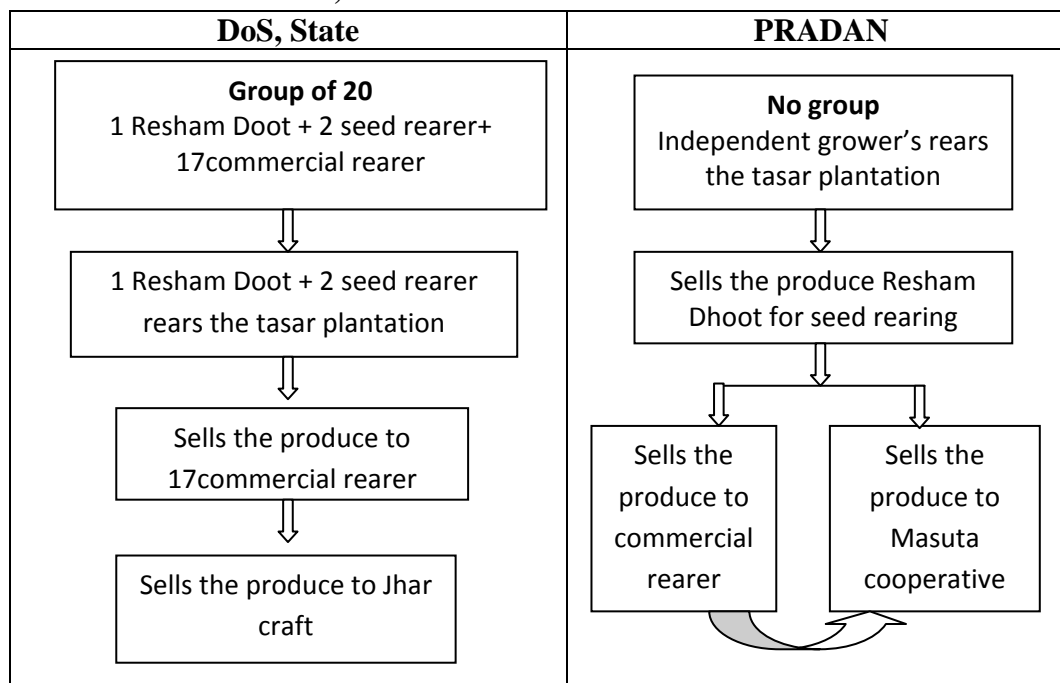 DoS, State
PRADAN
Group of 20
1 Resham Doot + 2 seed rearer+
17commercial rearer
1 Resham Doot + 2 seed rearer
rears the tasar plantation
Sells the produce to
17commercial rearer
Sells the produce to Jhar
craft
No group
Independent grower’s rears
the tasar plantation
Sells the produce Resham
Dhoot for seed rearing
Sells the
produce to
commercial
rearer
Sells the
produce to
Masuta
cooperative